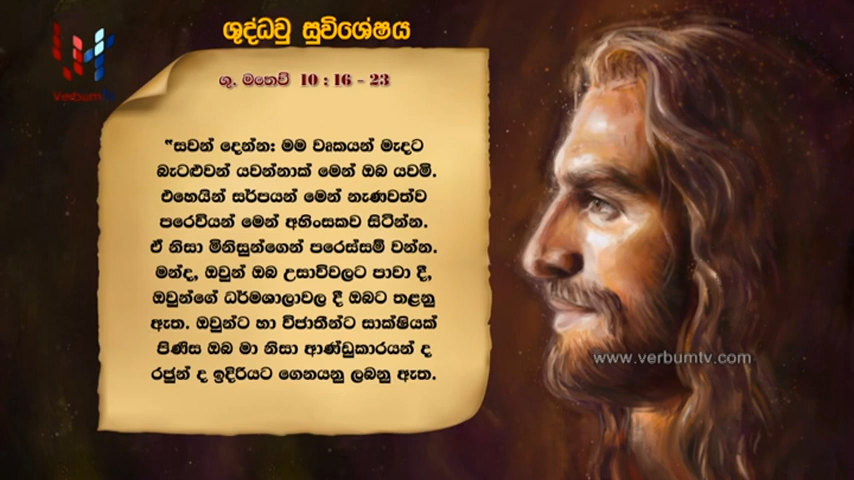 ශුද්ධවූ සුවිශේෂය
ශු. මතෙව් 10 : 16 - 23
VerbumTv
"සවන් දෙන්න: මම වෘකයන් මැදට
බැටළුවන් යවන්නාක් මෙන් ඔබ යවමි.
එහෙයින් සර්පයන් මෙන් නැණවත්ව
පරෙවියන් මෙන් අහිංසකව සිටින්න.
ඒ නිසා මිනිසුන්ගෙන් පරෙස්සම් වන්න.
මන්ද, ඔවුන් ඔබ උසාවිවලට පාවා දී,
ඔවුන්ගේ ධර්මශාලාවල දී ඔබට තළනු
ඇත. ඔවුන්ට හා විජාතීන්ට සාක්ෂියක්
පිණිස ඔබ මා නිසා ආණ්ඩුකාරයන් ද
රජුන් ද ඉදිරියට ගෙනයනු ලබනු ඇත.
www.verbumtv.com